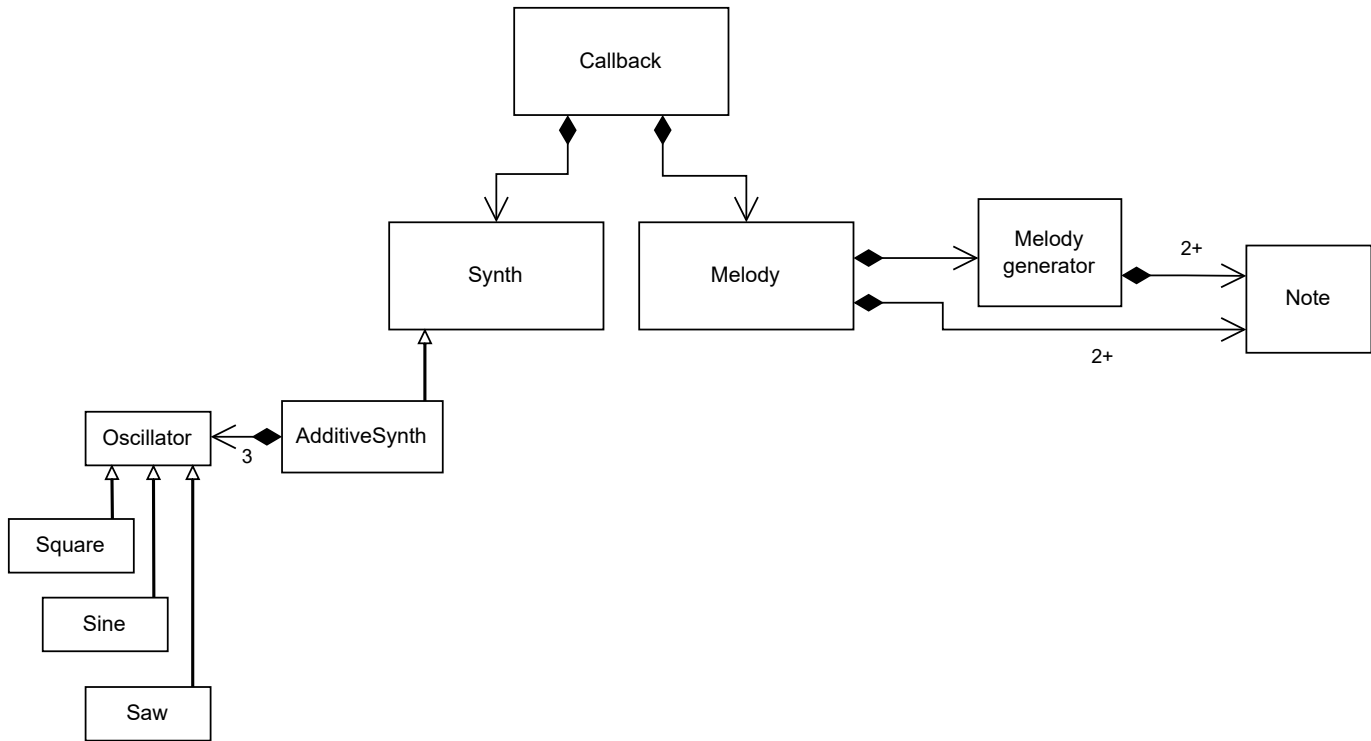 Callback
Synth
Melody
Melody
generator
2+
Note
2+
Oscillator
3
AdditiveSynth
Square
Sine
Saw